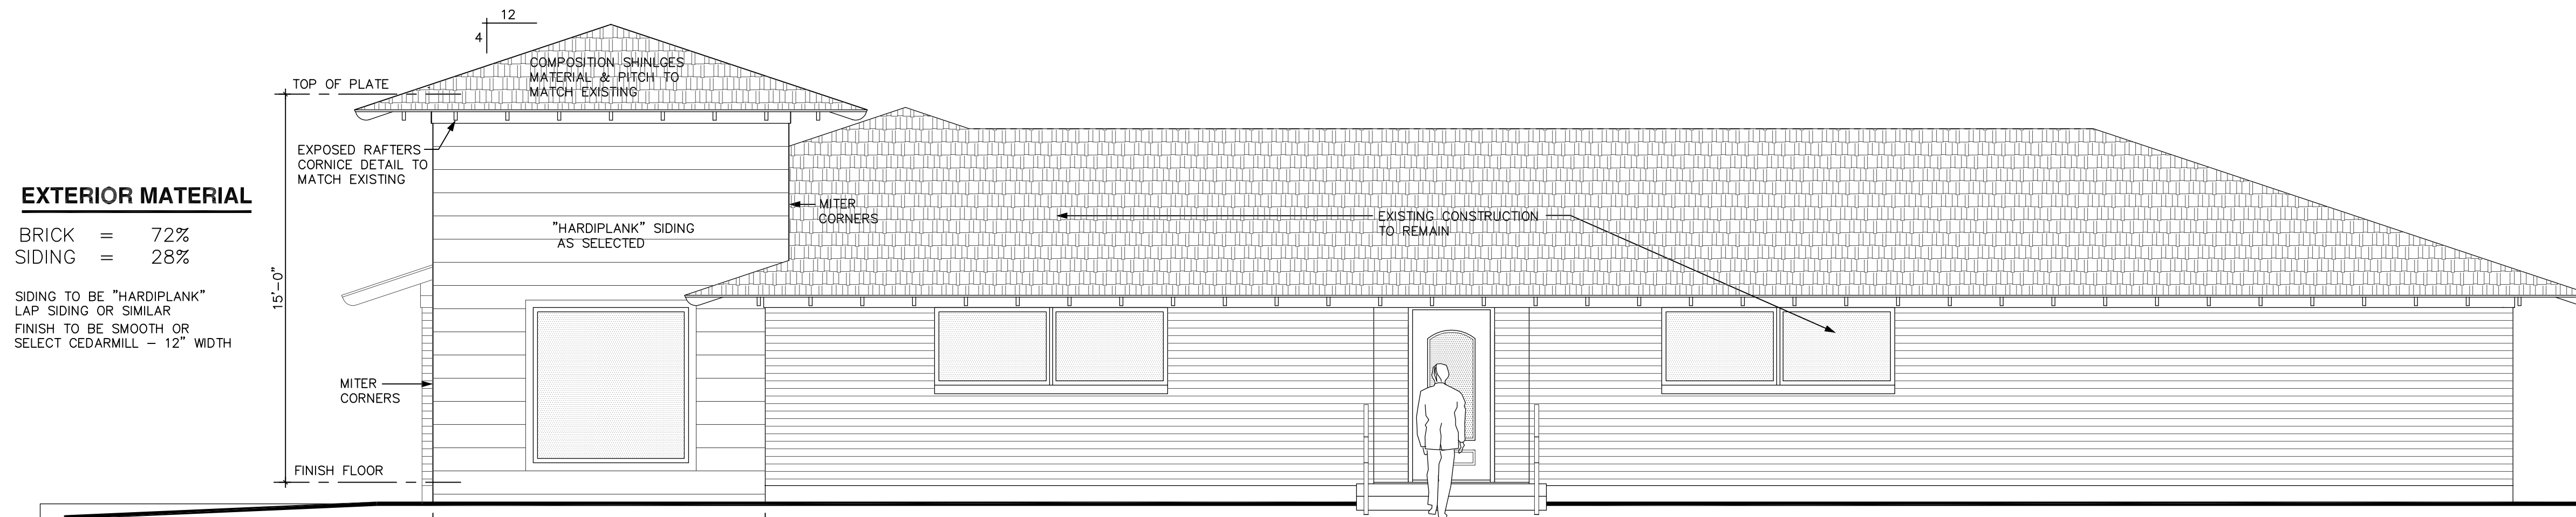 12
4
COMPOSITION SHINLGES
MATERIAL & PITCH TO
MATCH EXISTING
TOP OF PLATE
EXPOSED RAFTERS
CORNICE DETAIL TO
MATCH EXISTING
EXTERIOR MATERIAL
BRICK = 72%
SIDING = 28%
SIDING TO BE "HARDIPLANK"
LAP SIDING OR SIMILAR
FINISH TO BE SMOOTH OR
SELECT CEDARMILL – 12" WIDTH
15'–0"
"HARDIPLANK" SIDING
AS SELECTED
MITER
CORNERS
EXISTING CONSTRUCTION
TO REMAIN
MITER
CORNERS
FINISH FLOOR